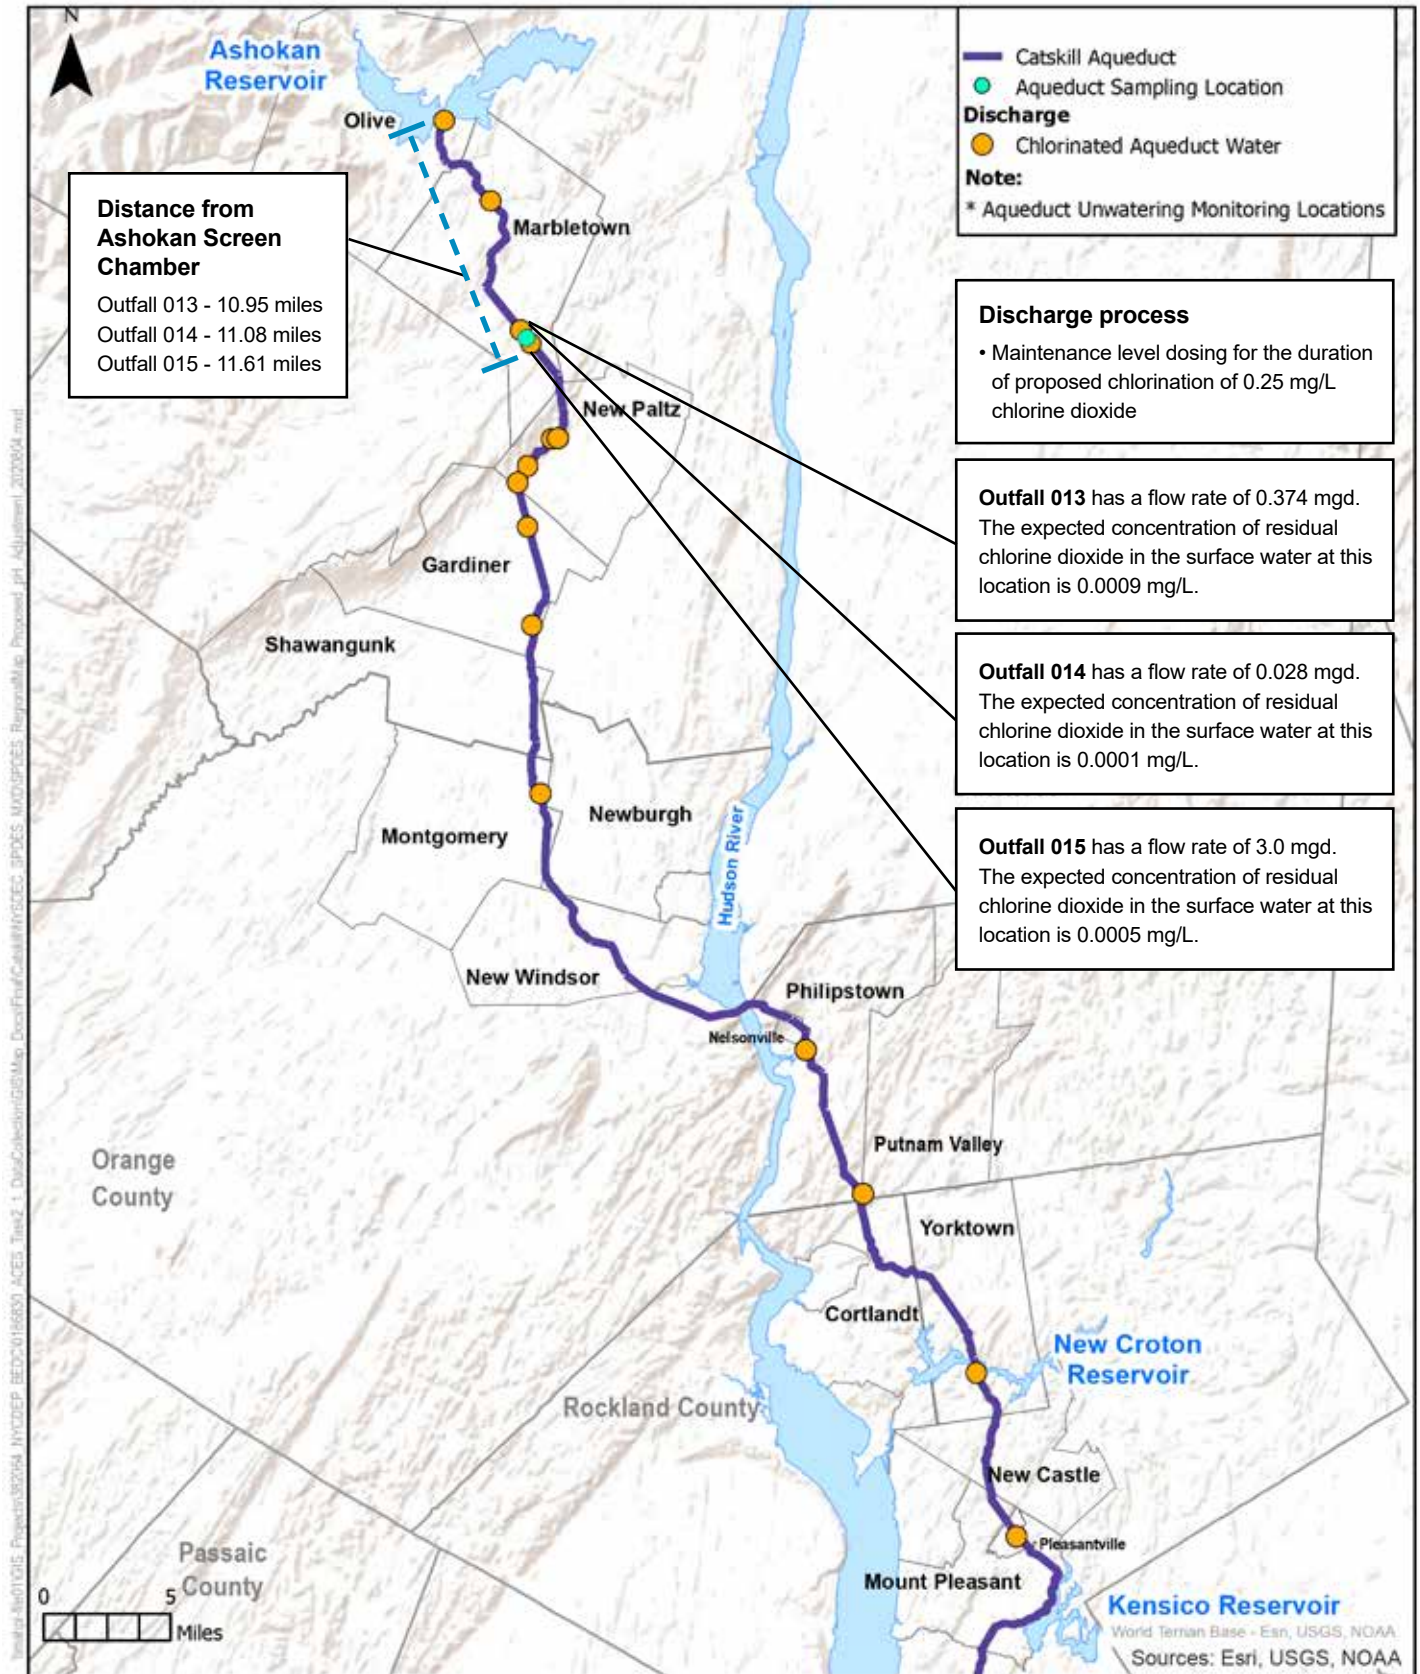 N
Ashokan
Reservoir
Olive
Catskill Aqueduct
Aqueduct Sampling Location
Discharge
Chlorinated Aqueduct Water
Note:
* Aqueduct Unwatering Monitoring Locations
Distance from
Ashokan Screen
Chamber
Outfall 013 - 10.95 miles
Outfall 014 - 11.08 miles
Outfall 015 - 11.61 miles
Marbletown
Discharge process
• Maintenance level dosing for the duration
of proposed chlorination of 0.25 mg/L
chlorine dioxide
New Paltz
Outfall 013 has a flow rate of 0.374 mgd.
The expected concentration of residual
chlorine dioxide in the surface water at this
location is 0.0009 mg/L.
Gardiner
Shawangunk
Outfall 014 has a flow rate of 0.028 mgd.
The expected concentration of residual
chlorine dioxide in the surface water at this
location is 0.0001 mg/L.
Newburgh
Montgomery
Hudson River
Outfall 015 has a flow rate of 3.0 mgd.
The expected concentration of residual
chlorine dioxide in the surface water at this
location is 0.0005 mg/L.
New Windsor
Philipstown
Nelsonville
Putnam Valley
Orange
County
Yorktown
Cortlandt
New Croton
Reservoir
Rockland County
New Castle
Pleasantville
Passaic
County
Mount Pleasant
Kensico Reservoir
0 5
Miles
World Terrian Base - Esri, USGS, NOAA
Sources: Esri, USGS, NOAA